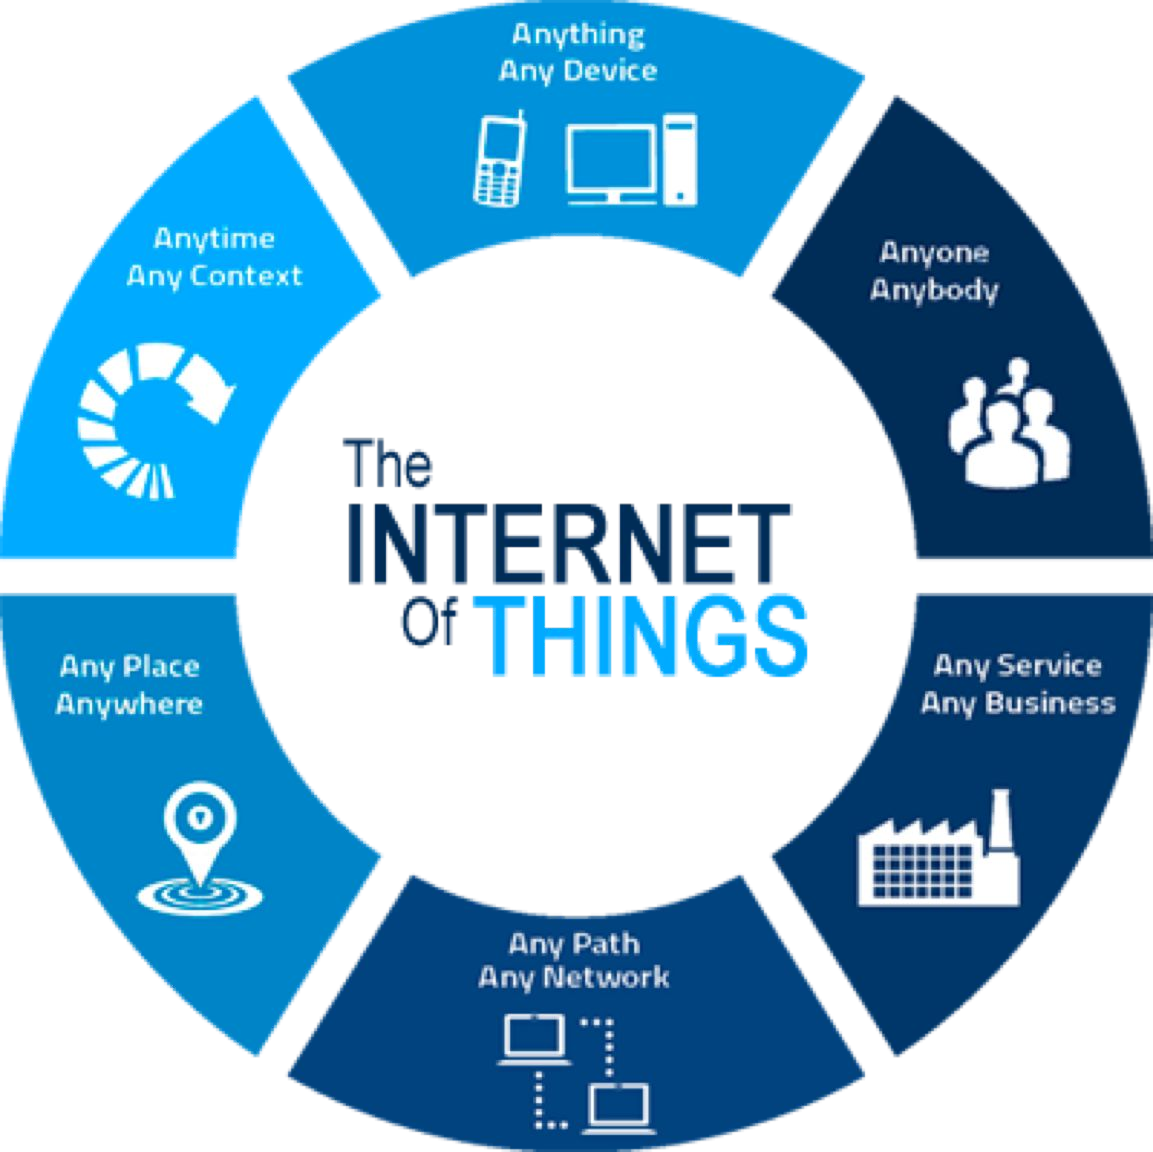 Anything
Any Device
Anyone
Anybody
Any Service
Any Business
Any Path
Any Network
Any Place
Anywhere
Anytime
Any Context
The
INTERNET
Of THINGS